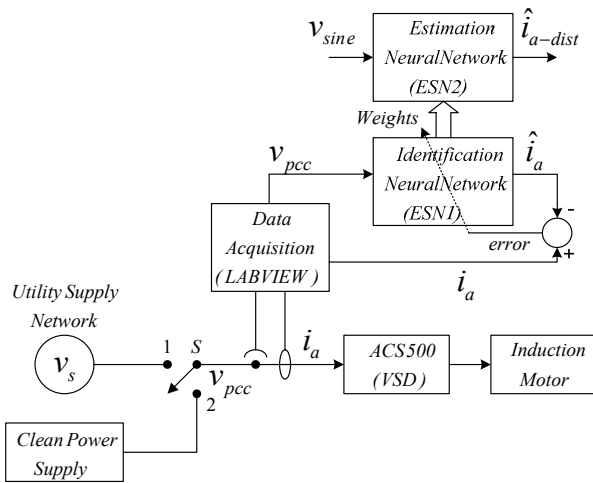 v_sine
Estimation
NeuralNetwork
(ESN2)
î_a-dist
Weights
v_pcc
Identification
NeuralNetwork
(ESN1)
î_a
-
+
error
Data
Acquisition
(LABVIEW)
i_a
Utility Supply
Network
v_s
1
S
2
v_pcc
i_a
ACS500
(VSD)
Induction
Motor
Clean Power
Supply